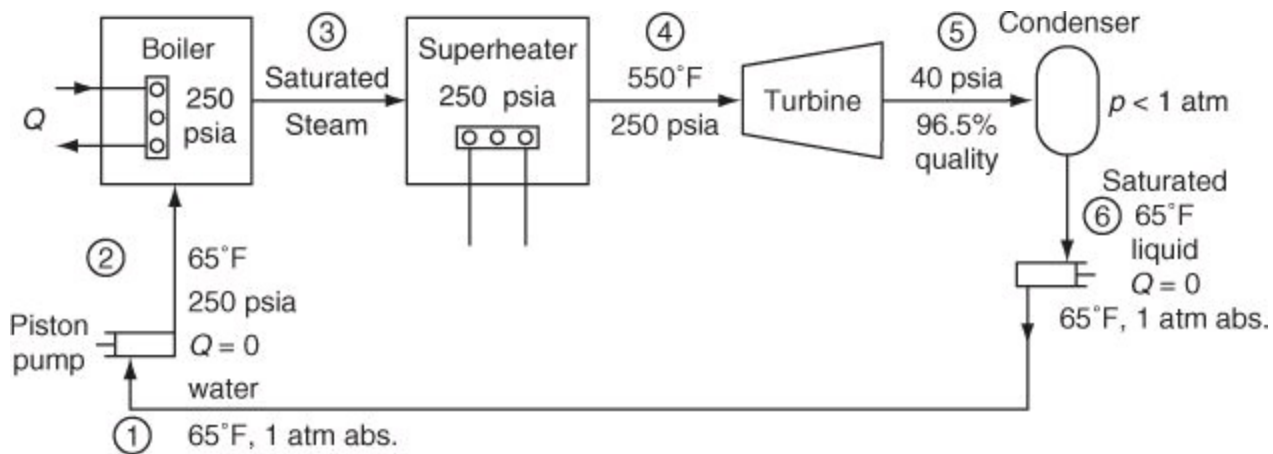 Boiler
Q
250
psia
3
Saturated
Steam
Superheater
250 psia
4
550°F
250 psia
Turbine
5
40 psia
96.5%
quality
Condenser
p < 1 atm
Saturated
6 65°F
liquid
Q = 0
65°F, 1 atm abs.
2
65°F
250 psia
Piston
pump
Q = 0
water
1
65°F, 1 atm abs.